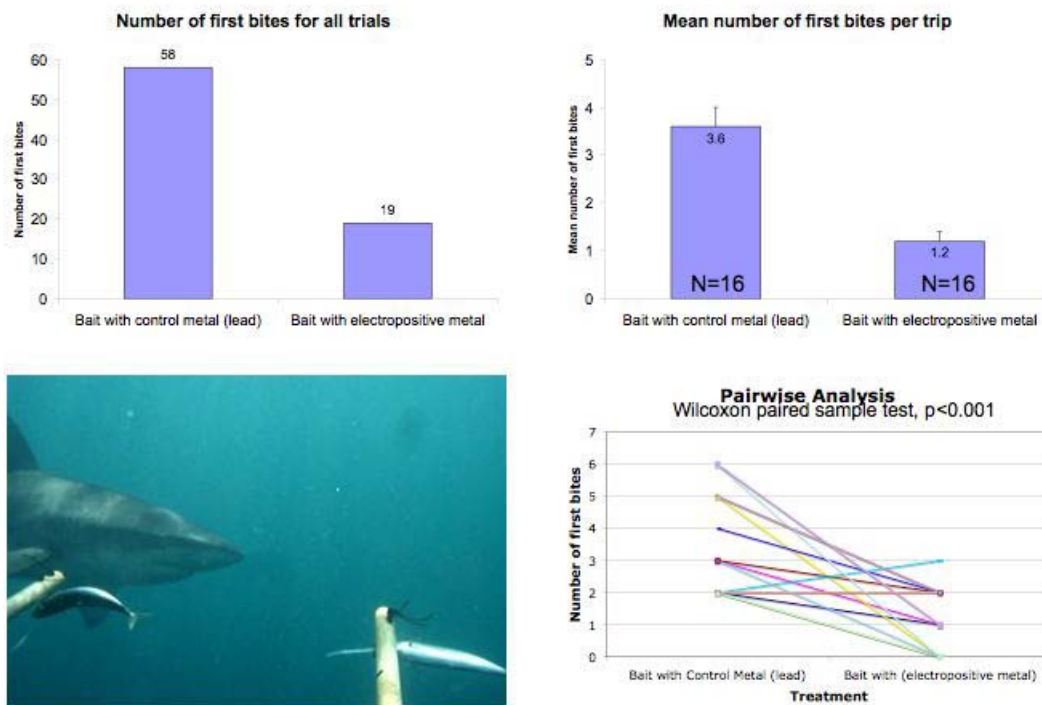 Number of first bites for all trials
Number of first bites
60
50
40
30
20
10
0
58
19
Bait with control metal (lead)
Bait with electropositive metal
Mean number of first bites per trip
Mean number of first bites
5
4
3
2
1
0
3.6
1.2
N=16
N=16
Bait with control metal (lead)
Bait with electropositive metal
Pairwise Analysis
Wilcoxon paired sample test, p<0.001
Number of first bites
7
6
5
4
3
2
1
0
Bait with Control Metal (lead)
Bait with (electropositive metal)
Treatment